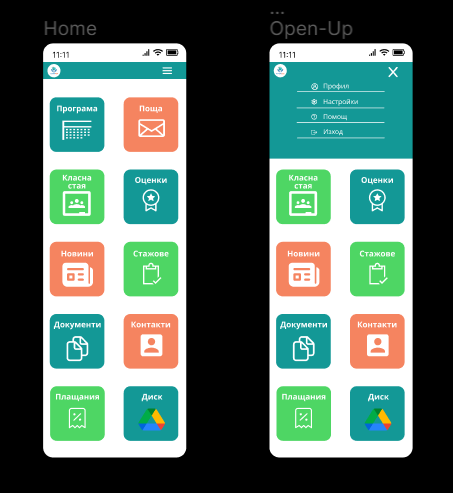 Home
11:11
Програма
Поща
Класна
стая
Оценки
Новини
Стажове
Документи
Контакти
Плащания
Диск
...
Open-Up
11:11
Профил
Настройки
Помощ
Изход
Класна
стая
Оценки
Новини
Стажове
Документи
Контакти
Плащания
Диск